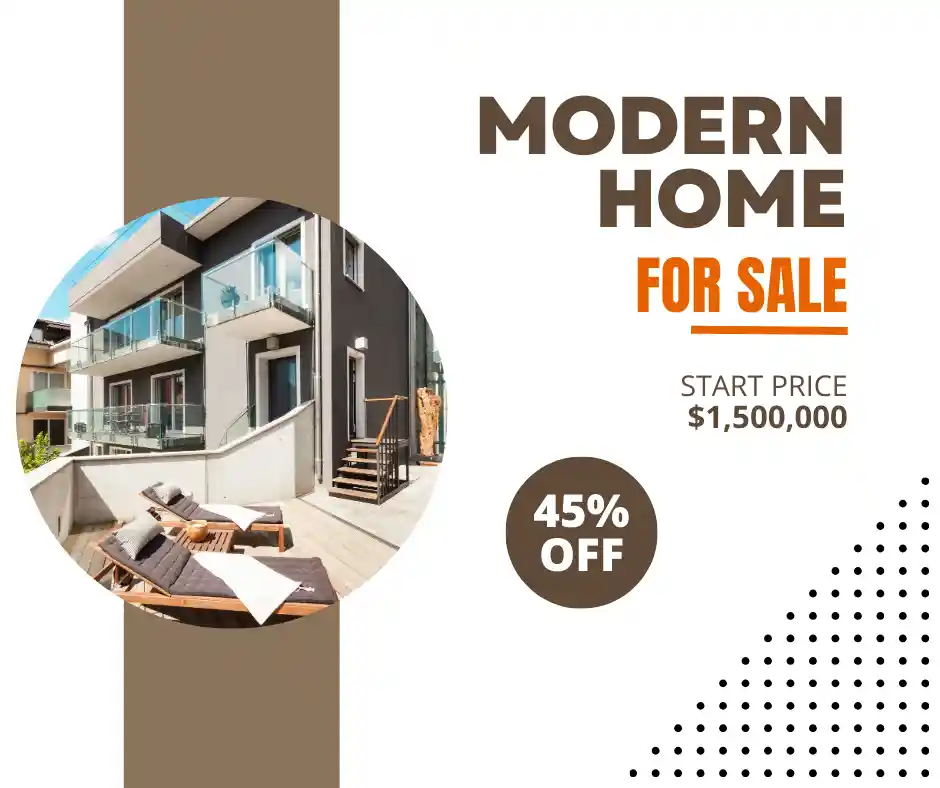 MODERN
HOME
FOR SALE
START PRICE
$1,500,000
45%
OFF